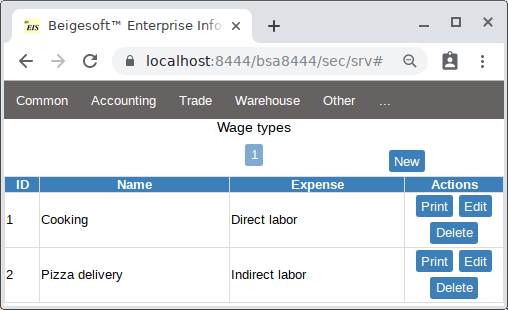 EIS
Beigesoft™ Enterprise Info
localhost:8444/bsa8444/sec/srv#
Common Accounting Trade Warehouse Other ...
Wage types
1
New
ID Name Expense Actions
1 Cooking Direct labor Print Edit
Delete
2 Pizza delivery Indirect labor Print Edit
Delete